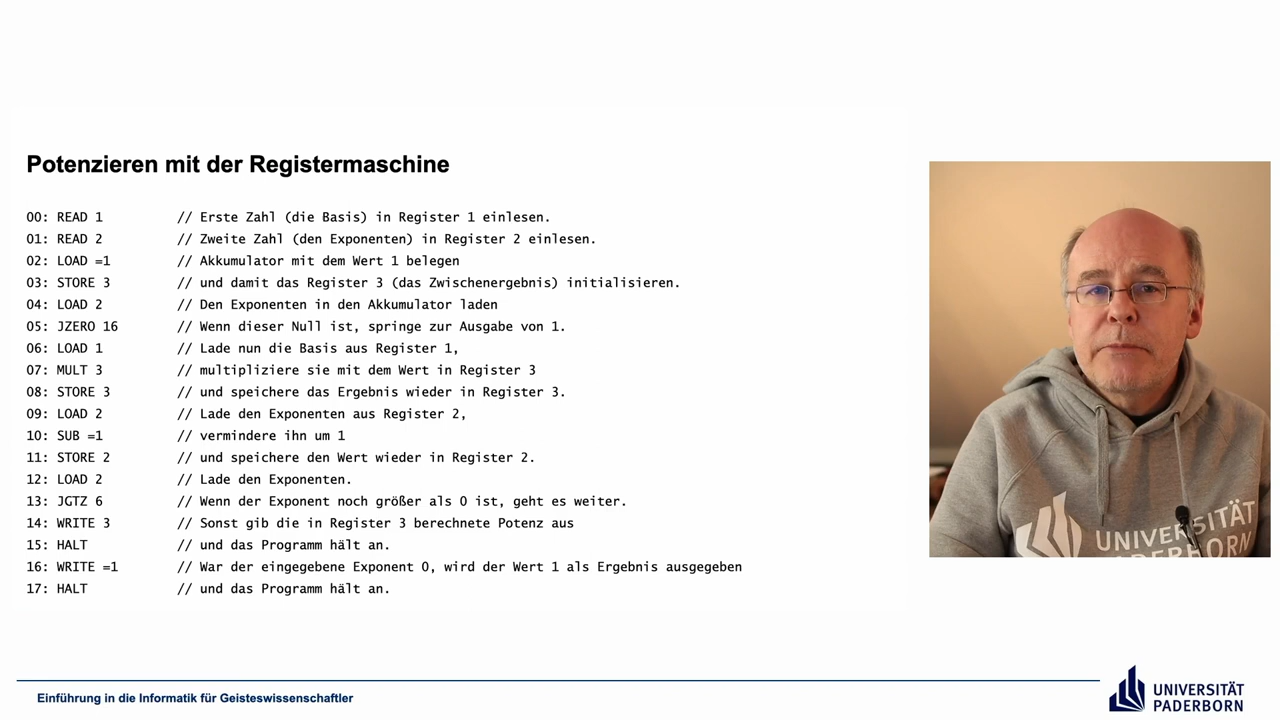 Potenzieren mit der Registermaschine
00: READ 1 // Erste Zahl (die Basis) in Register 1 einlesen.
01: READ 2 // Zweite Zahl (den Exponenten) in Register 2 einlesen.
02: LOAD =1 // Akkumulator mit dem Wert 1 belegen
03: STORE 3 // und damit das Register 3 (das Zwischenergebnis) initialisieren.
04: LOAD 2 // Den Exponenten in den Akkumulator laden
05: JZERO 16 // Wenn dieser Null ist, springe zur Ausgabe von 1.
06: LOAD 1 // Lade nun die Basis aus Register 1,
07: MULT 3 // multipliziere sie mit dem Wert in Register 3
08: STORE 3 // und speichere das Ergebnis wieder in Register 3.
09: LOAD 2 // Lade den Exponenten aus Register 2,
10: SUB =1 // vermindere ihn um 1
11: STORE 2 // und speichere den Wert wieder in Register 2.
12: LOAD 2 // Lade den Exponenten.
13: JGTZ 6 // Wenn der Exponent noch größer als 0 ist, geht es weiter.
14: WRITE 3 // Sonst gib die in Register 3 berechnete Potenz aus
15: HALT // und das Programm hält an.
16: WRITE =1 // War der eingegebene Exponent 0, wird der Wert 1 als Ergebnis ausgegeben
17: HALT // und das Programm hält an.
UNIVERSITÄT
PADERBORN
Einführung in die Informatik für Geisteswissenschaftler
UNIVERSITÄT
PADERBORN